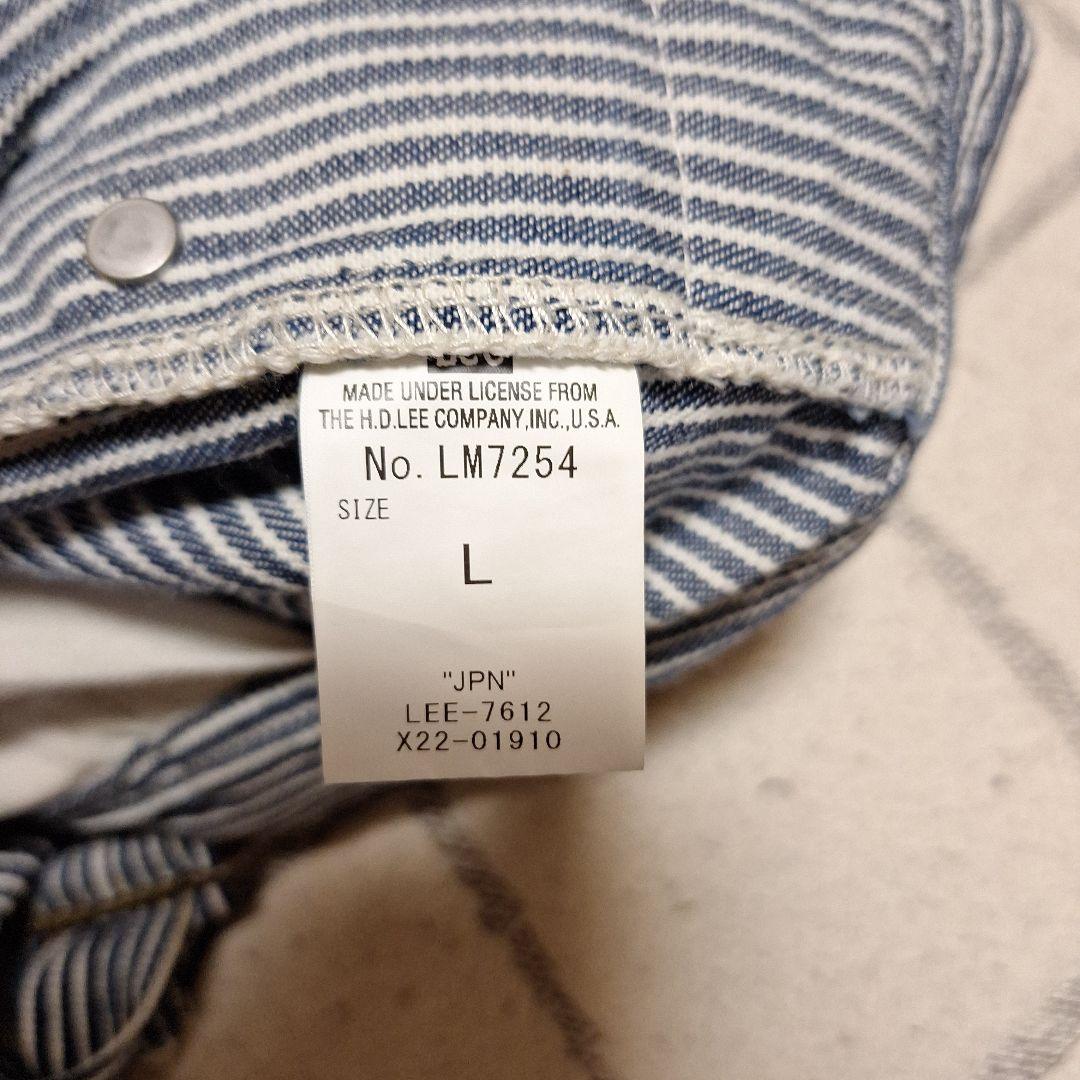 MADE UNDER LICENSE FROM
THE H.D.LEE COMPANY,INC.,U.S.A.
No. LM7254
SIZE
L
"JPN"
LEE-7612
X22-01910